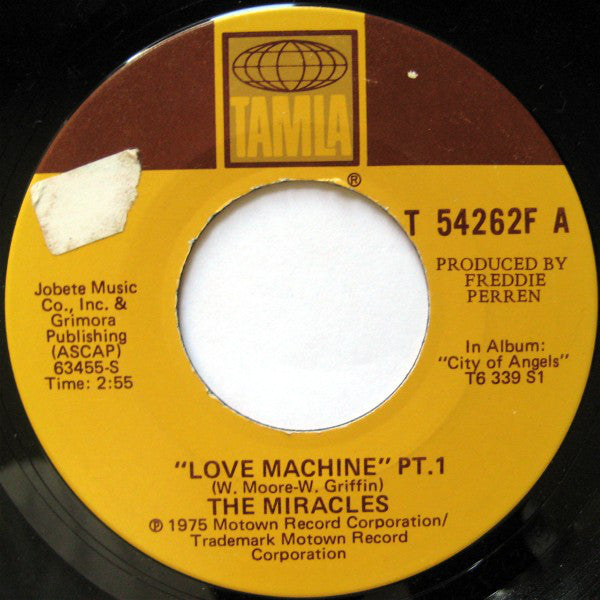 TAMLA
®
T 54262F A
PRODUCED BY
FREDDIE
PERREN
Jobete Music
Co., Inc. &
Grimora
Publishing
(ASCAP)
63455-S
Time: 2:55
In Album:
"City of Angels"
T6 339 S1
"LOVE MACHINE" PT.1
(W. Moore-W. Griffin)
THE MIRACLES
℗ 1975 Motown Record Corporation/
Trademark Motown Record
Corporation